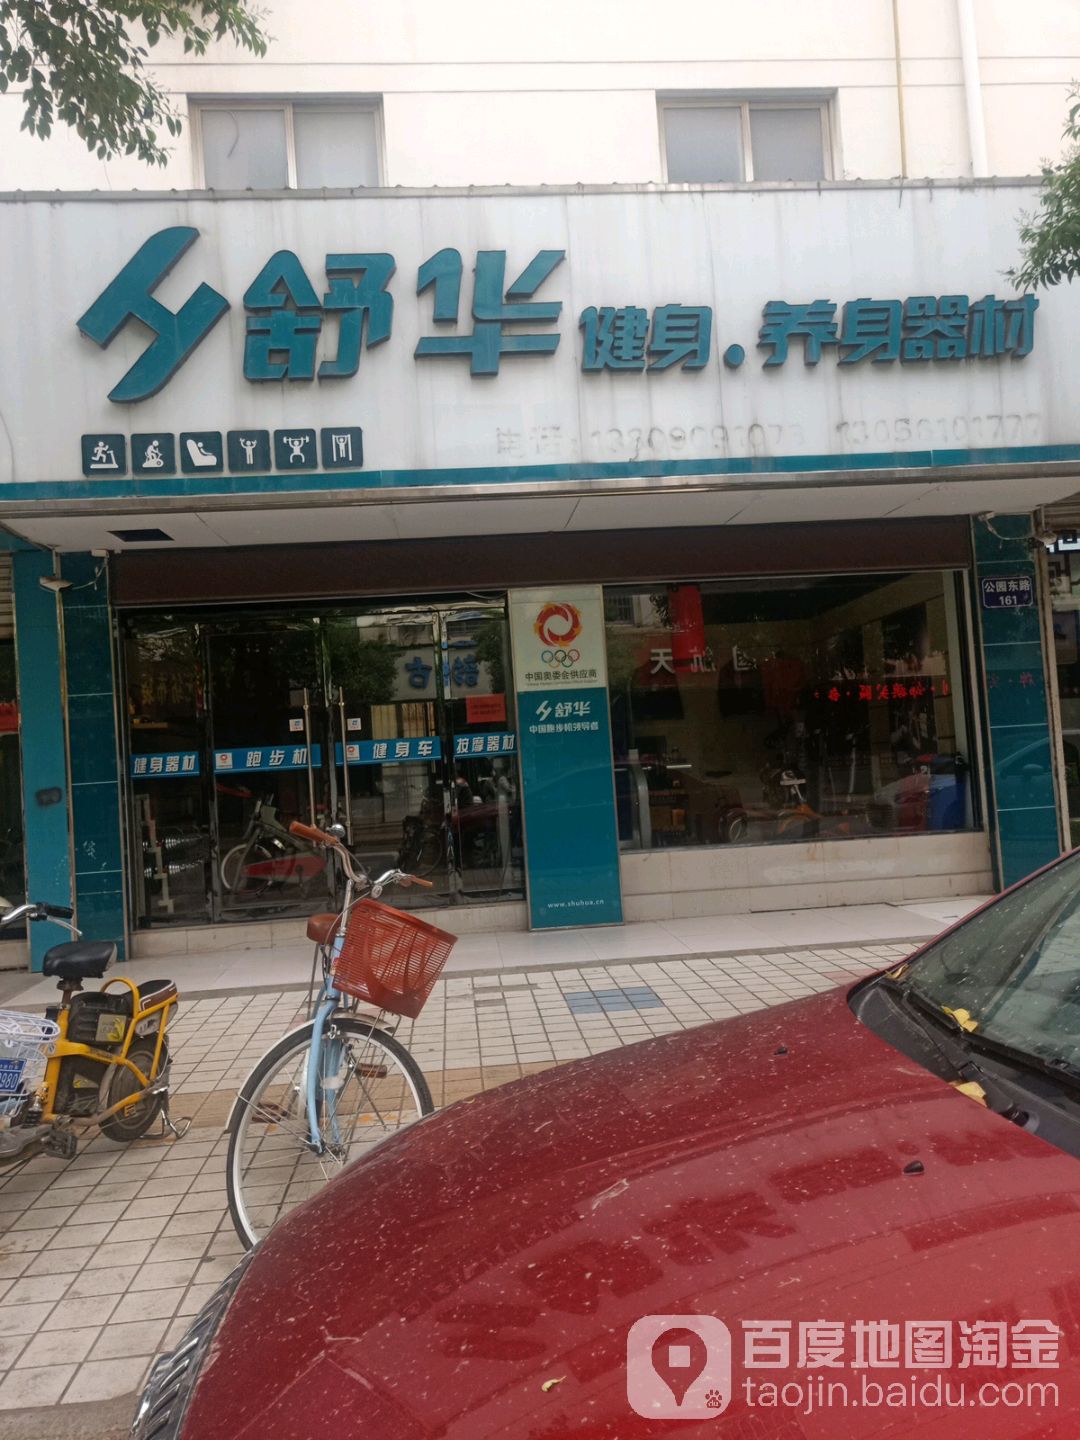 舒华 健身.养身器材
电话:
公园东路
161
中国奥委会供应商
舒华
中国跑步机领导者
健身器材
跑步机
健身车
按摩器材
天
www.shuhua.cn
百度地图淘金
taojin.baidu.com